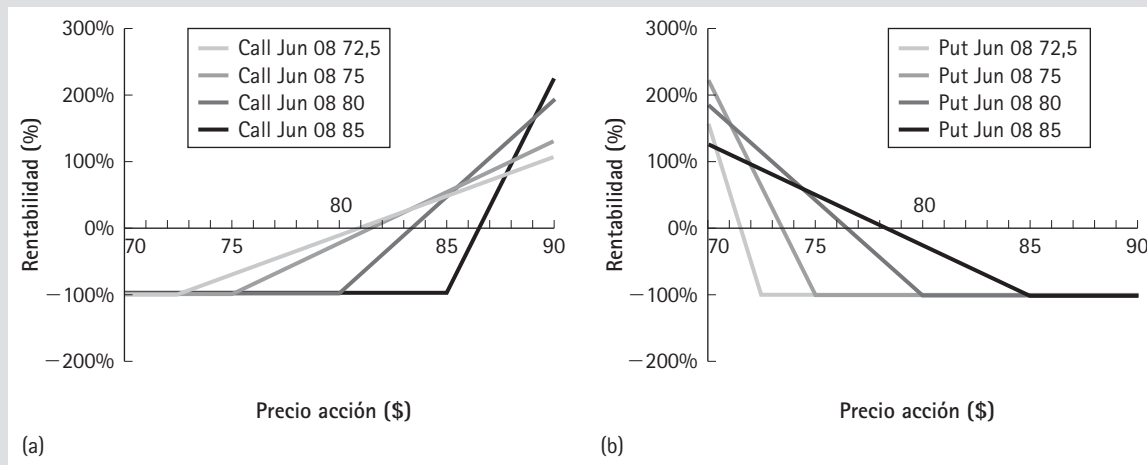 300%
200%
100%
0%
−100%
−200%
Rentabilidad (%)
Call Jun 08 72,5
Call Jun 08 75
Call Jun 08 80
Call Jun 08 85
80
70 75 85 90
Precio acción ($)
(a)
300%
200%
100%
0%
−100%
−200%
Rentabilidad (%)
Put Jun 08 72,5
Put Jun 08 75
Put Jun 08 80
Put Jun 08 85
80
70 75 85 90
Precio acción ($)
(b)